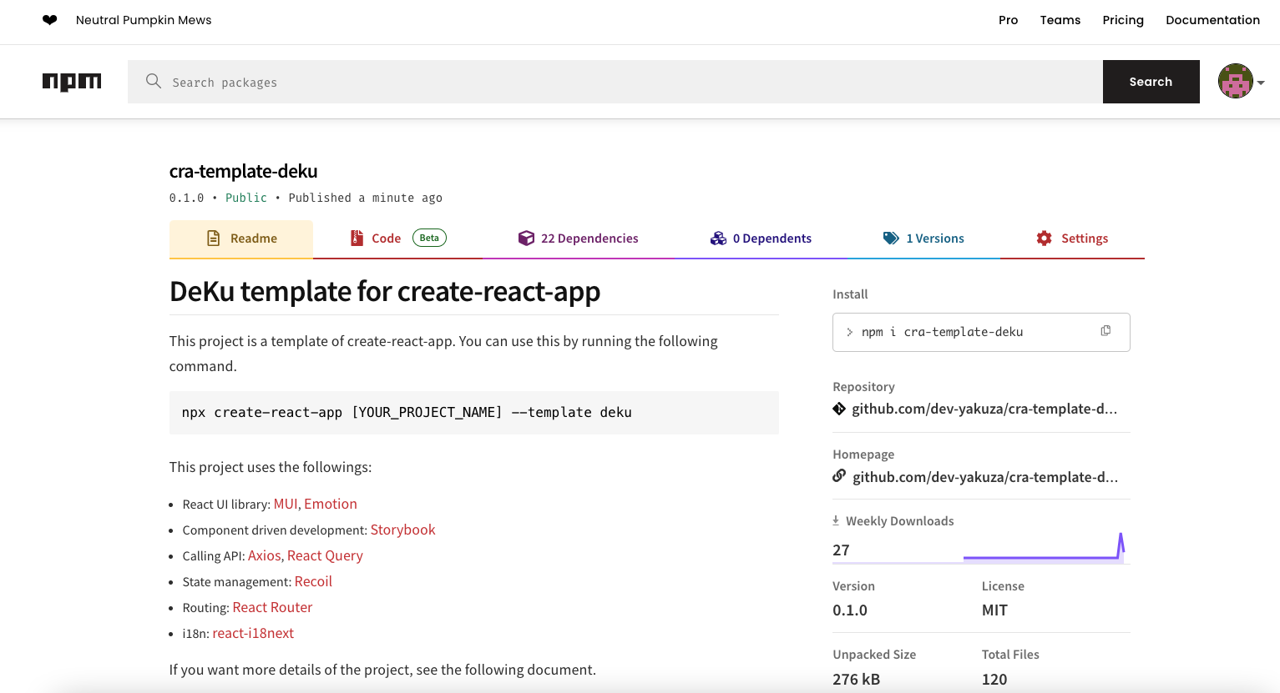 Neutral Pumpkin Mews
Pro
Teams
Pricing
Documentation
npm
Search packages
Search
cra-template-deku
0.1.0 • Public • Published a minute ago
Readme
Code Beta
22 Dependencies
0 Dependents
1 Versions
Settings
DeKu template for create-react-app
This project is a template of create-react-app. You can use this by running the following
command.
npx create-react-app [YOUR_PROJECT_NAME] --template deku
This project uses the followings:
• React UI library: MUI, Emotion
• Component driven development: Storybook
• Calling API: Axios, React Query
• State management: Recoil
• Routing: React Router
• i18n: react-i18next
If you want more details of the project, see the following document.
Install
> npm i cra-template-deku
Repository
github.com/dev-yakuza/cra-template-d...
Homepage
github.com/dev-yakuza/cra-template-d...
Weekly Downloads
27
Version
0.1.0
License
MIT
Unpacked Size
276 kB
Total Files
120